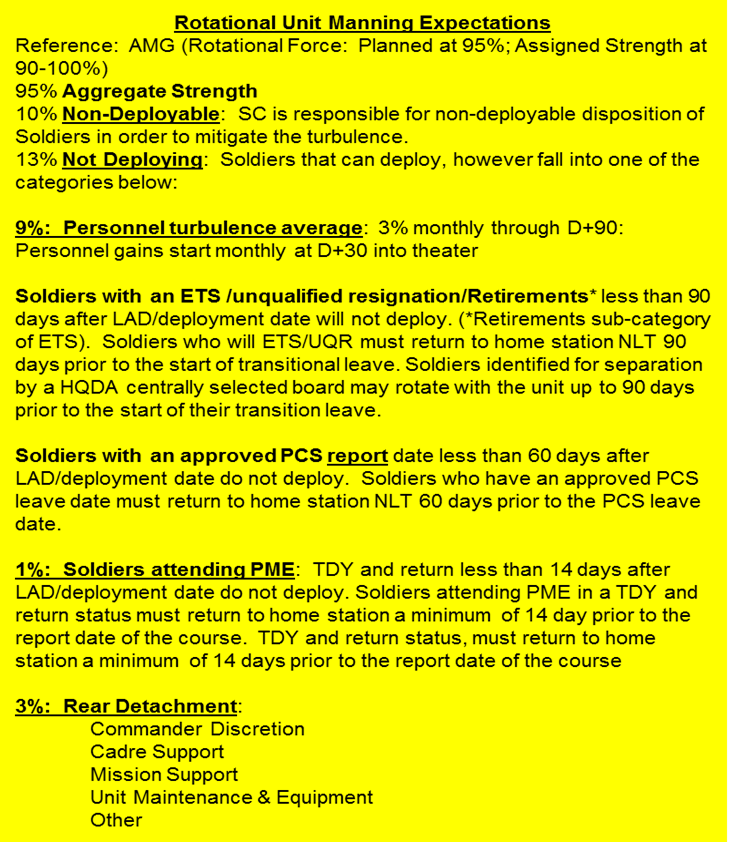 Rotational Unit Manning Expectations
Reference: AMG (Rotational Force: Planned at 95%; Assigned Strength at
90-100%)
95% Aggregate Strength
10% Non-Deployable: SC is responsible for non-deployable disposition of
Soldiers in order to mitigate the turbulence.
13% Not Deploying: Soldiers that can deploy, however fall into one of the
categories below:
9%: Personnel turbulence average: 3% monthly through D+90:
Personnel gains start monthly at D+30 into theater
Soldiers with an ETS /unqualified resignation/Retirements* less than 90
days after LAD/deployment date will not deploy. (*Retirements sub-category
of ETS). Soldiers who will ETS/UQR must return to home station NLT 90
days prior to the start of transitional leave. Soldiers identified for separation
by a HQDA centrally selected board may rotate with the unit up to 90 days
prior to the start of their transition leave.
Soldiers with an approved PCS report date less than 60 days after
LAD/deployment date do not deploy. Soldiers who have an approved PCS
leave date must return to home station NLT 60 days prior to the PCS leave
date.
1%: Soldiers attending PME: TDY and return less than 14 days after
LAD/deployment date do not deploy. Soldiers attending PME in a TDY and
return status must return to home station a minimum of 14 day prior to the
report date of the course. TDY and return status, must return to home
station a minimum of 14 days prior to the report date of the course
3%: Rear Detachment:
Commander Discretion
Cadre Support
Mission Support
Unit Maintenance & Equipment
Other